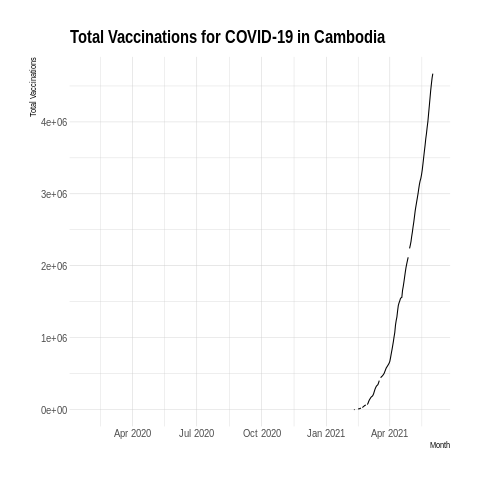 Total Vaccinations for COVID-19 in Cambodia
Total Vaccinations
4e+06
3e+06
2e+06
1e+06
0e+00
Apr 2020 Jul 2020 Oct 2020 Jan 2021 Apr 2021
Month